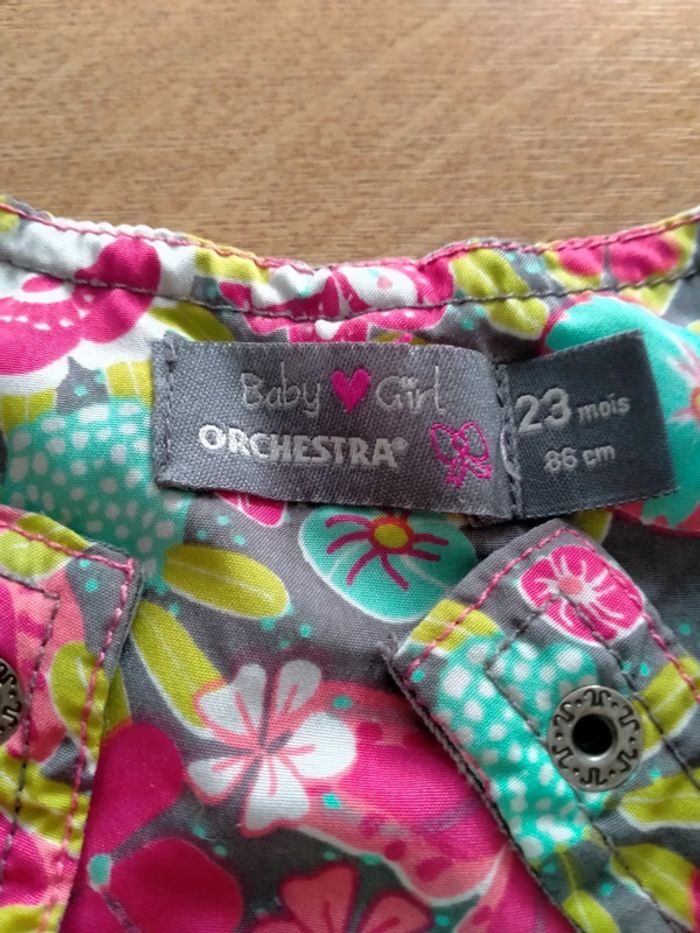 Baby Girl
ORCHESTRA®
23 mois
86 cm